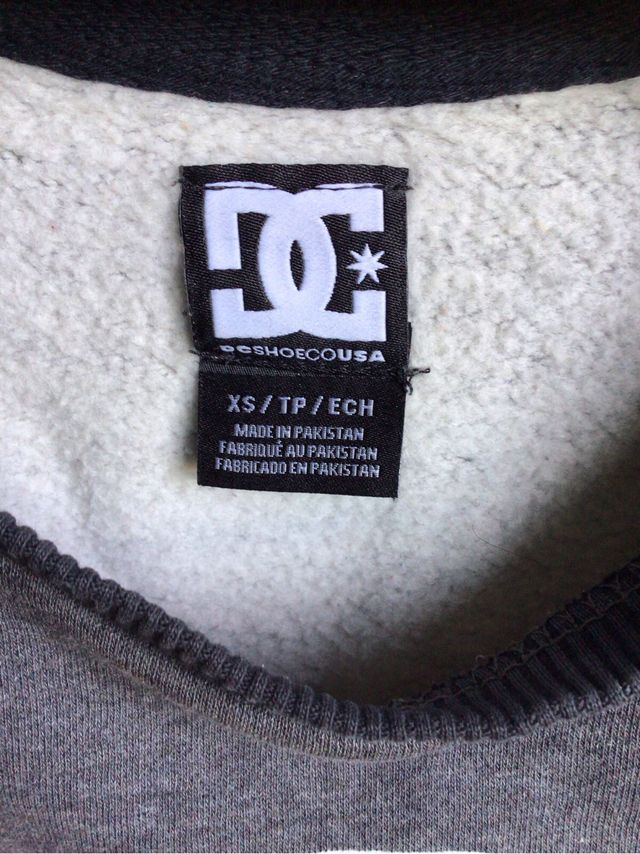 DC
DCSHOECOUSA
XS/TP/ECH
MADE IN PAKISTAN
FABRIQUÉ AU PAKISTAN
FABRICADO EN PAKISTAN